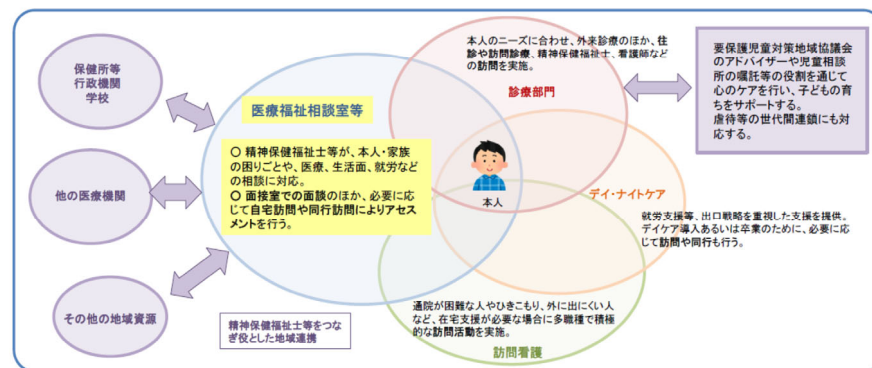 保健所等
行政機関
学校
他の医療機関
その他の地域資源
医療福祉相談室等
〇 精神保健福祉士等が、本人・家族
の困りごとや、医療、生活面、就労など
の相談に対応。
〇 面接室での面談のほか、必要に応
じて自宅訪問や同行訪問によりアセス
メントを行う。
精神保健福祉士等をつな
ぎ役とした地域連携
本人のニーズに合わせ、外来診療のほか、往
診や訪問診療、精神保健福祉士、看護師など
の訪問を実施。
診療部門
本人
デイ・ナイトケア
就労支援等、出口戦略を重視した支援を提供。
デイケア導入あるいは卒業のために、必要に応
じて訪問や同行も行う。
通院が困難な人やひきこもり、外に出にくい人
など、在宅支援が必要な場合に多職種で積極
的な訪問活動を実施。
訪問看護
要保護児童対策地域協議会
のアドバイザーや児童相談
所の嘱託等の役割を通じて
心のケアを行い、子どもの育
ちをサポートする。
虐待等の世代間連鎖にも対
応する。